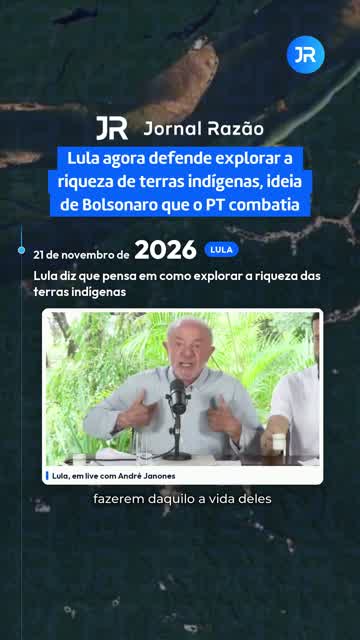 JR
JR Jornal Razão
Lula agora defende explorar a
riqueza de terras indígenas, ideia
de Bolsonaro que o PT combatia
21 de novembro de 2026 LULA
Lula diz que pensa em como explorar a riqueza das
terras indígenas
Lula, em live com André Janones
fazerem daquilo a vida deles